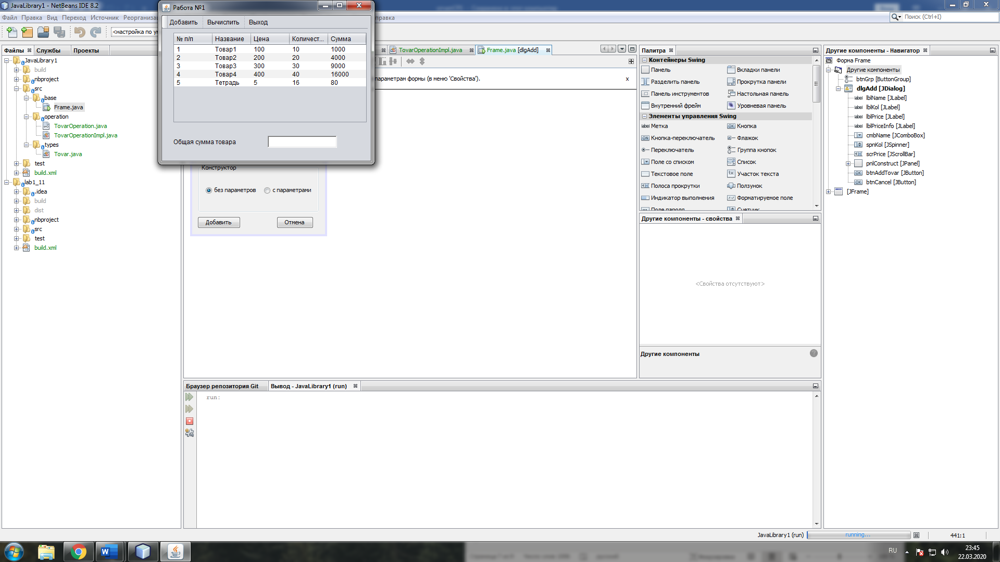 JavaLibrary1 - NetBeans IDE 8.2
Файл Правка Вид Переход Источник Реорганиза
правка
Поиск (Ctrl+I)
<настройка по ум
Работа №1
Добавить Вычислить Выход
№ п/п Название Цена Количест... Сумма
1 Товар1 100 10 1000
2 Товар2 200 20 4000
3 Товар3 300 30 9000
4 Товар4 400 40 16000
5 Тетрадь 5 16 80
Общая сумма товара
Файлы Службы Проекты
JavaLibrary1
build
nbproject
src
base
Frame.java
operation
TovarOperation.java
TovarOperationImpl.java
types
Tovar.java
test
build.xml
lab1_11
.idea
build
dist
nbproject
src
test
build.xml
TovarOperationImpl.java Frame.java [dlgAdd]
параметрам формы (в меню 'Свойства'). x
Конструктор
без параметров с параметрами
Добавить Отмена
Палитра
Контейнеры Swing
Панель Вкладки панели
Разделить панель Прокрутка панели
Панель инструментов Настольная панель
Внутренний фрейм Уровневая панель
Элементы управления Swing
label Метка OK Кнопка
ON Кнопка-переключатель Флажок
Переключатель Группа кнопок
Поле со списком Список
Текстовое поле Участок текста
Полоса прокрутки Ползунок
Индикатор выполнения Форматируемое поле
Поле пароля Счетчик
Другие компоненты - свойства
<Свойства отсутствуют>
Другие компоненты
Другие компоненты - Навигатор
Форма Frame
Другие компоненты
btnGrp [ButtonGroup]
dlgAdd [JDialog]
label lblName [JLabel]
label lblKol [JLabel]
label lblPrice [JLabel]
label lblPriceInfo [JLabel]
cmbName [JComboBox]
spnKol [JSpinner]
scrPrice [JScrollBar]
pnlConstruct [JPanel]
OK btnAddTovar [JButton]
OK btnCancel [JButton]
[JFrame]
Браузер репозитория Git Вывод - JavaLibrary1 (run)
run:
JavaLibrary1 (run) running... 441:1
RU 23:45
22.03.2020